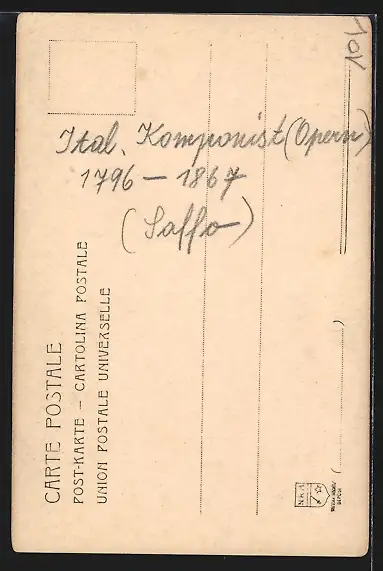 Ital. Komponist (Opern)
1796 – 1867
(Saffo)
CARTE POSTALE
POST-KARTE – CARTOLINA POSTALE
UNION POSTALE UNIVERSELLE
N.K.A.